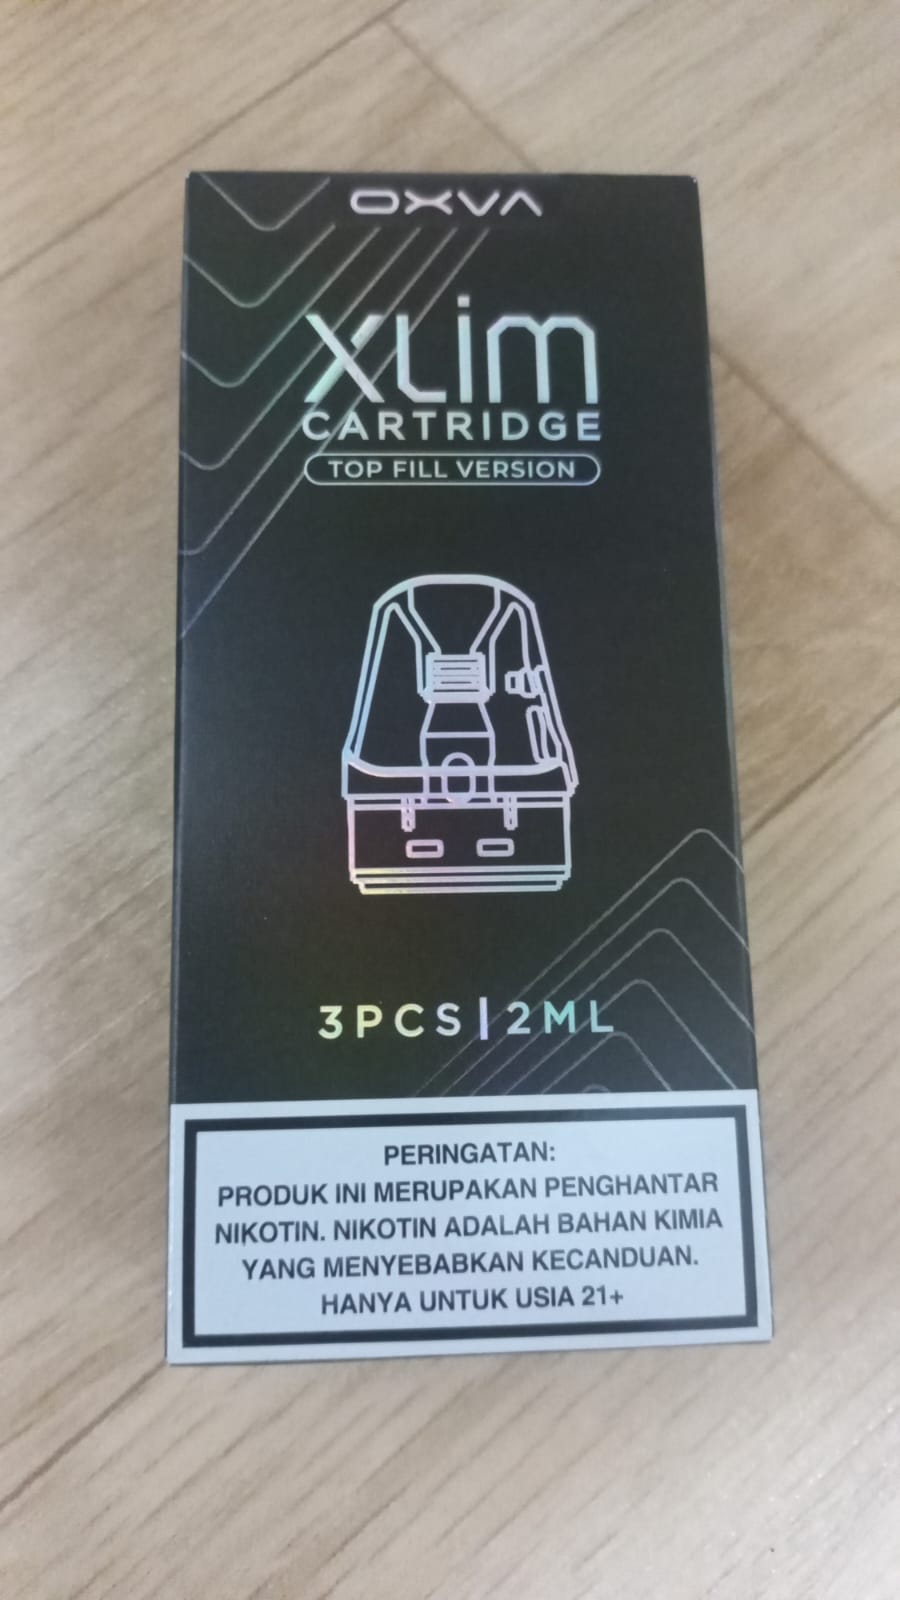 OXVA
XLIM
CARTRIDGE
TOP FILL VERSION
3PCS | 2ML
PERINGATAN:
PRODUK INI MERUPAKAN PENGHANTAR
NIKOTIN. NIKOTIN ADALAH BAHAN KIMIA
YANG MENYEBABKAN KECANDUAN.
HANYA UNTUK USIA 21+